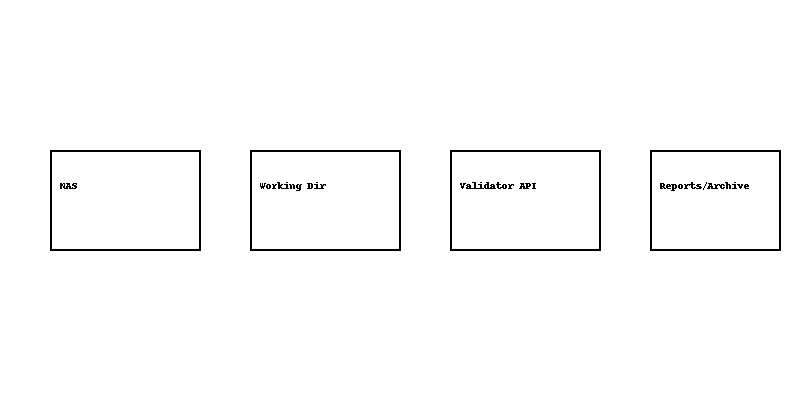 NAS
Working Dir
Validator API
Reports/Archive